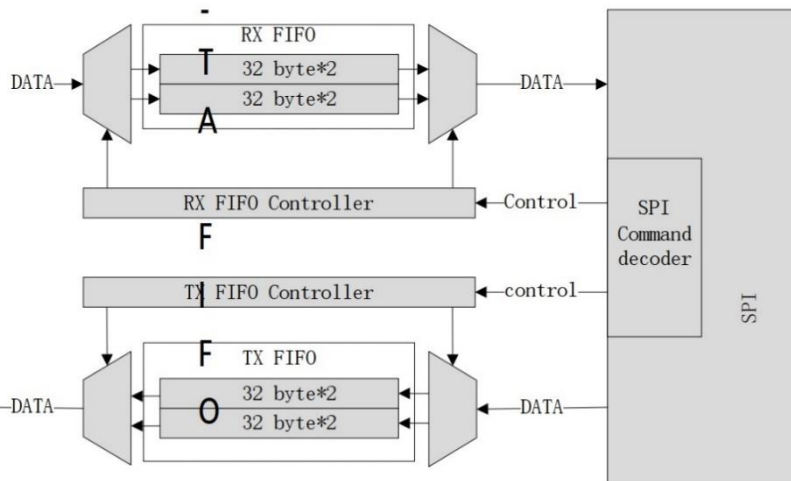 -
RX FIFO
T
32 byte*2
DATA
DATA
32 byte*2
A
RX FIFO Controller
Control
SPI
Command
decoder
F
TX FIFO Controller
control
I
SPI
F
TX FIFO
32 byte*2
DATA
DATA
O
32 byte*2